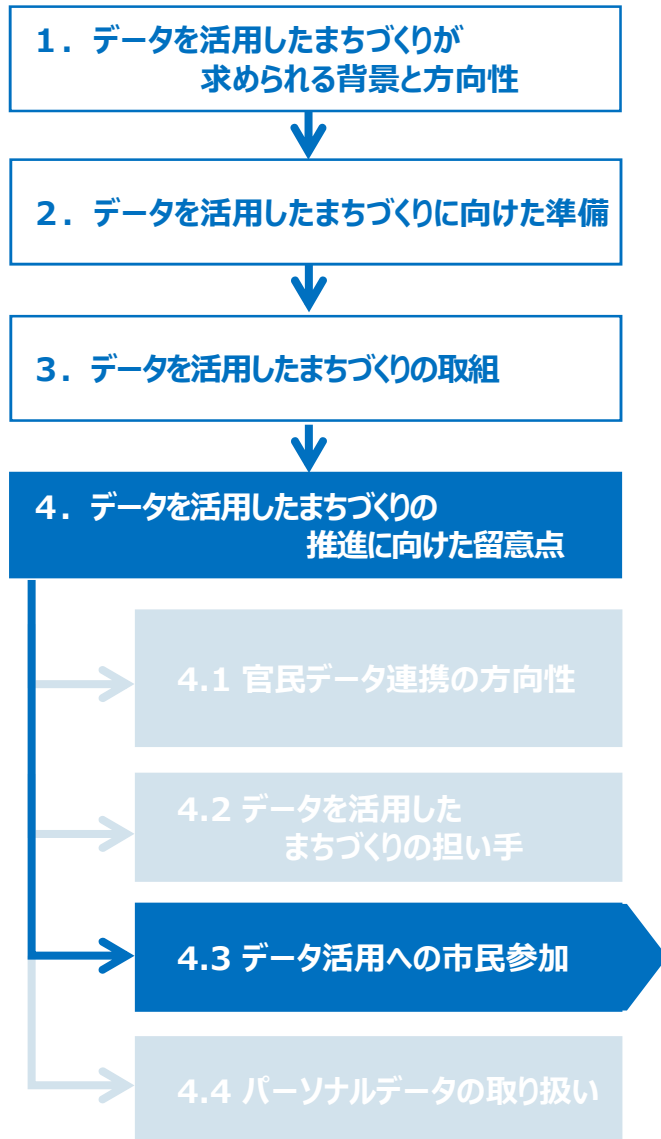 １．データを活用したまちづくりが
求められる背景と方向性
２．データを活用したまちづくりに向けた準備
３．データを活用したまちづくりの取組
４．データを活用したまちづくりの
推進に向けた留意点
4.1 官民データ連携の方向性
4.2 データを活用した
まちづくりの担い手
4.3 データ活用への市民参加
4.4 パーソナルデータの取り扱い